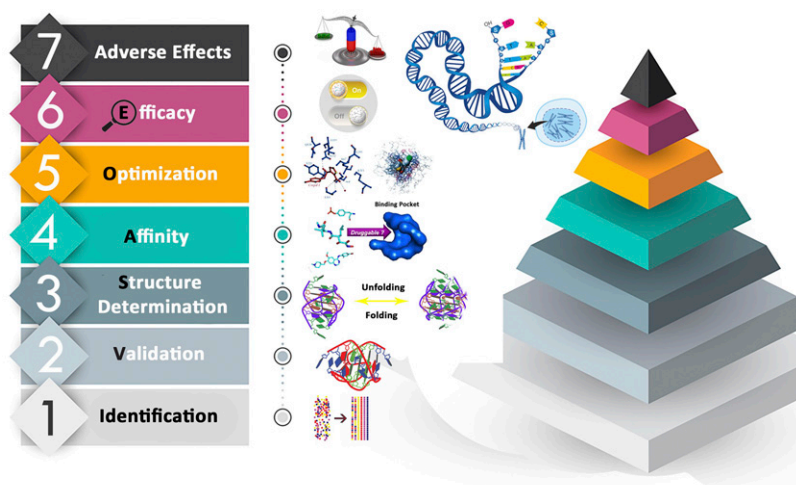 7 Adverse Effects
6 Efficacy
On
Off
5 Optimization
Binding Pocket
4 Affinity
Druggable ?
3 Structure
Determination
Unfolding
Folding
2 Validation
1 Identification